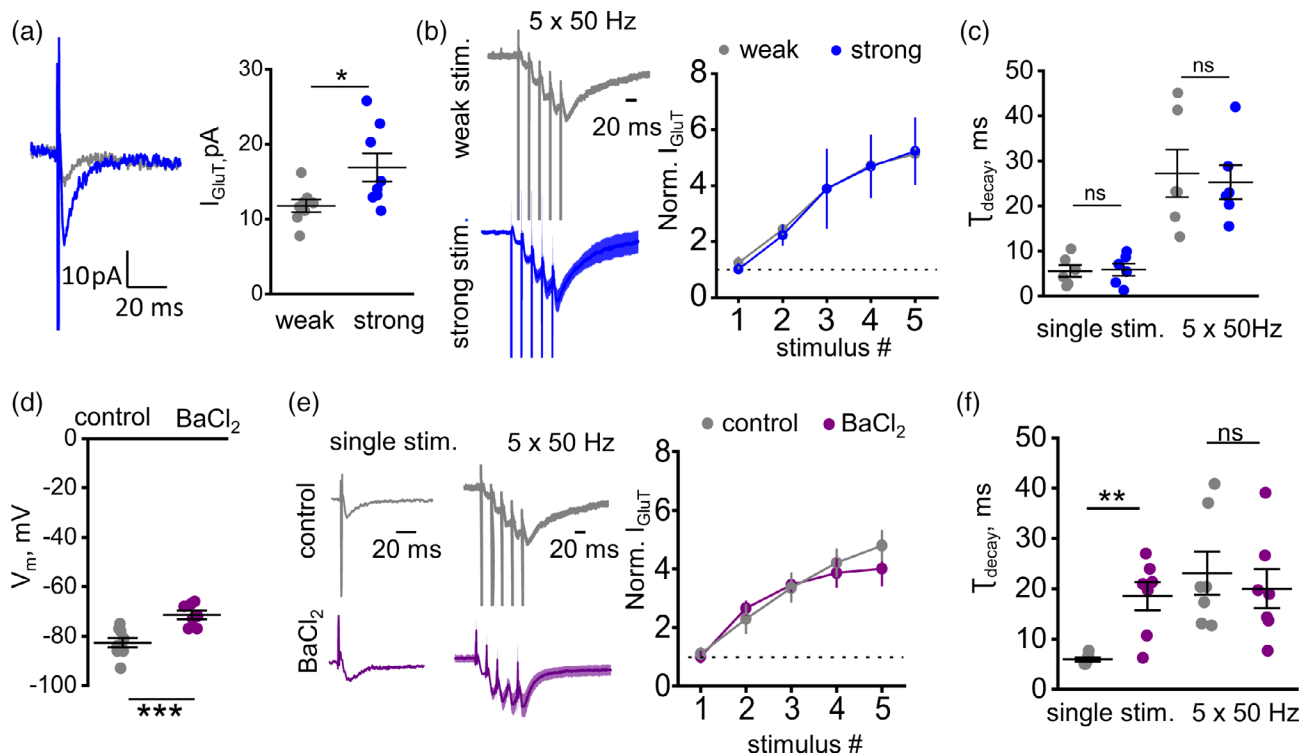 (a)
I_GluT, pA
30
20
10
0
*
weak strong
10 pA
20 ms
(b)
5 x 50 Hz
weak stim.
strong stim.
20 ms
weak strong
Norm. I_GluT
8
6
4
2
0
1 2 3 4 5
stimulus #
(c)
τ_decay, ms
50
40
30
20
10
0
ns
ns
single stim. 5 x 50Hz
(d)
control BaCl₂
V_m, mV
0
-20
-40
-60
-80
-100
***
(e)
single stim. 5 x 50 Hz
control
BaCl₂
20 ms
20 ms
control BaCl₂
Norm. I_GluT
8
6
4
2
0
1 2 3 4 5
stimulus #
(f)
τ_decay, ms
50
40
30
20
10
0
**
ns
single stim. 5 x 50 Hz